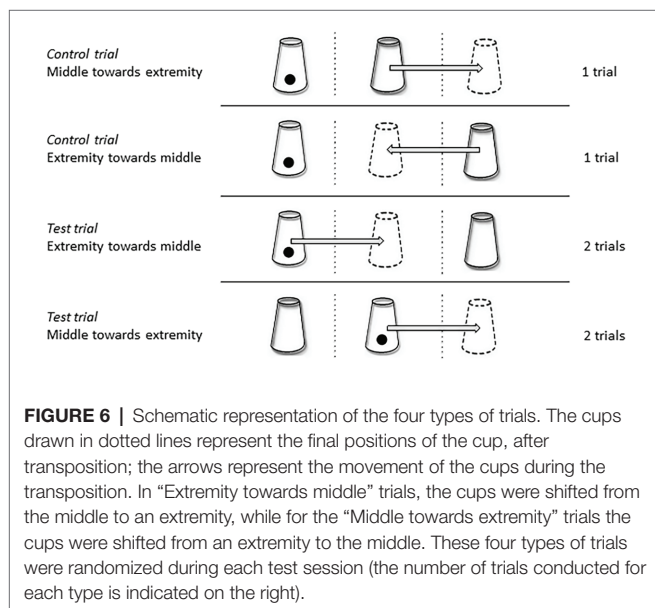 Control trial
Middle towards extremity
1 trial
Control trial
Extremity towards middle
1 trial
Test trial
Extremity towards middle
2 trials
Test trial
Middle towards extremity
2 trials
FIGURE 6 | Schematic representation of the four types of trials. The cups
drawn in dotted lines represent the final positions of the cup, after
transposition; the arrows represent the movement of the cups during the
transposition. In “Extremity towards middle” trials, the cups were shifted from
the middle to an extremity, while for the “Middle towards extremity” trials the
cups were shifted from an extremity to the middle. These four types of trials
were randomized during each test session (the number of trials conducted for
each type is indicated on the right).